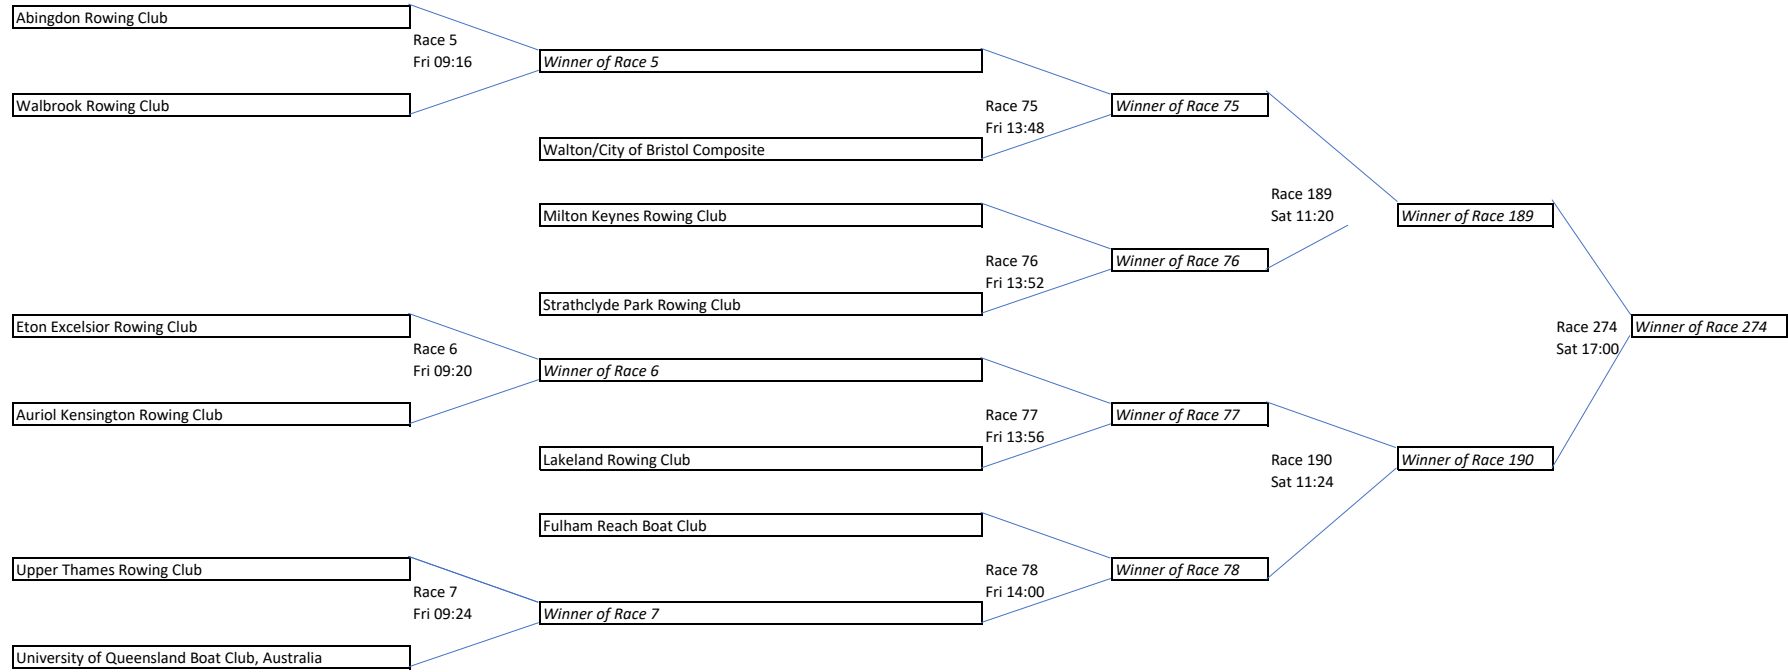 Abingdon Rowing Club
Race 5
Fri 09:16
Winner of Race 5
Walbrook Rowing Club
Race 75
Fri 13:48
Winner of Race 75
Walton/City of Bristol Composite
Race 189
Sat 11:20
Winner of Race 189
Milton Keynes Rowing Club
Race 76
Fri 13:52
Winner of Race 76
Strathclyde Park Rowing Club
Eton Excelsior Rowing Club
Race 274
Sat 17:00
Winner of Race 274
Race 6
Fri 09:20
Winner of Race 6
Auriol Kensington Rowing Club
Race 77
Fri 13:56
Winner of Race 77
Lakeland Rowing Club
Race 190
Sat 11:24
Winner of Race 190
Fulham Reach Boat Club
Upper Thames Rowing Club
Race 78
Fri 14:00
Winner of Race 78
Race 7
Fri 09:24
Winner of Race 7
University of Queensland Boat Club, Australia